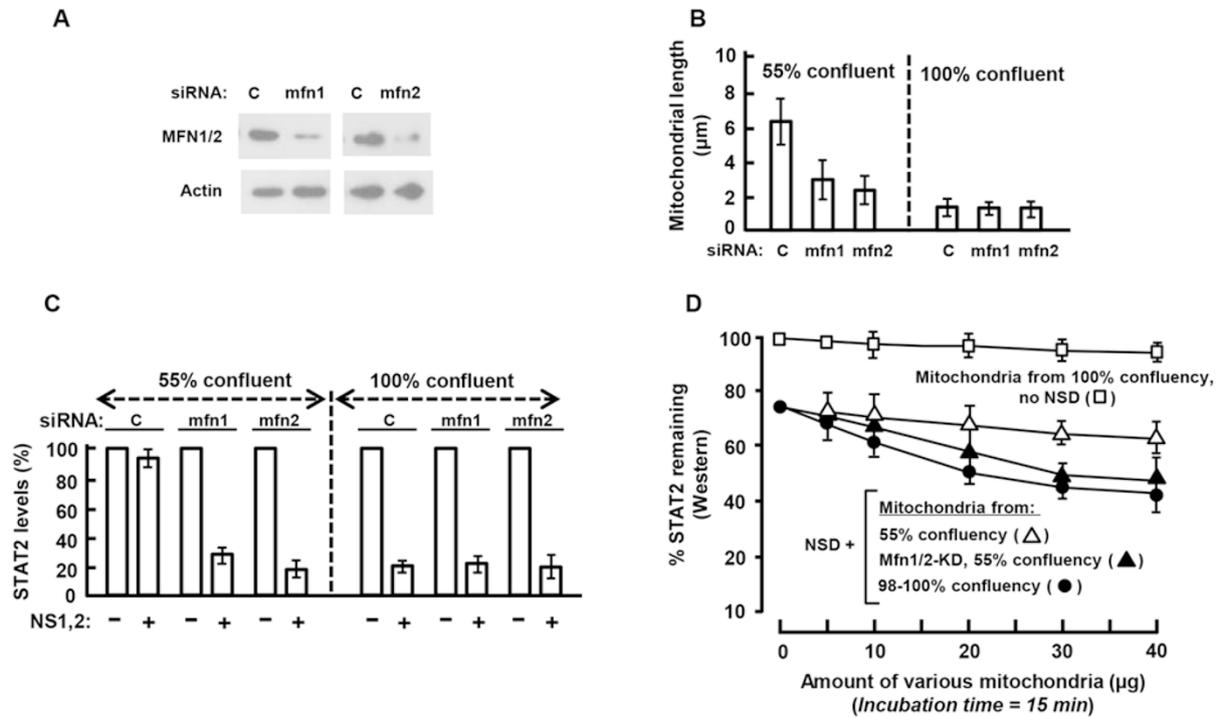 A
siRNA: C mfn1 C mfn2
MFN1/2
Actin
B
Mitochondrial length
(µm)
10
8
6
4
2
0
55% confluent
100% confluent
siRNA: C mfn1 mfn2 C mfn1 mfn2
C
55% confluent
100% confluent
siRNA: C mfn1 mfn2 C mfn1 mfn2
STAT2 levels (%)
100
80
60
40
20
0
NS1,2: − + − + − + − + − + − +
D
% STAT2 remaining
(Western)
100
80
60
40
20
10
Mitochondria from 100% confluency,
no NSD (□)
NSD +
Mitochondria from:
55% confluency (△)
Mfn1/2-KD, 55% confluency (▲)
98-100% confluency (●)
0 10 20 30 40
Amount of various mitochondria (µg)
(Incubation time = 15 min)